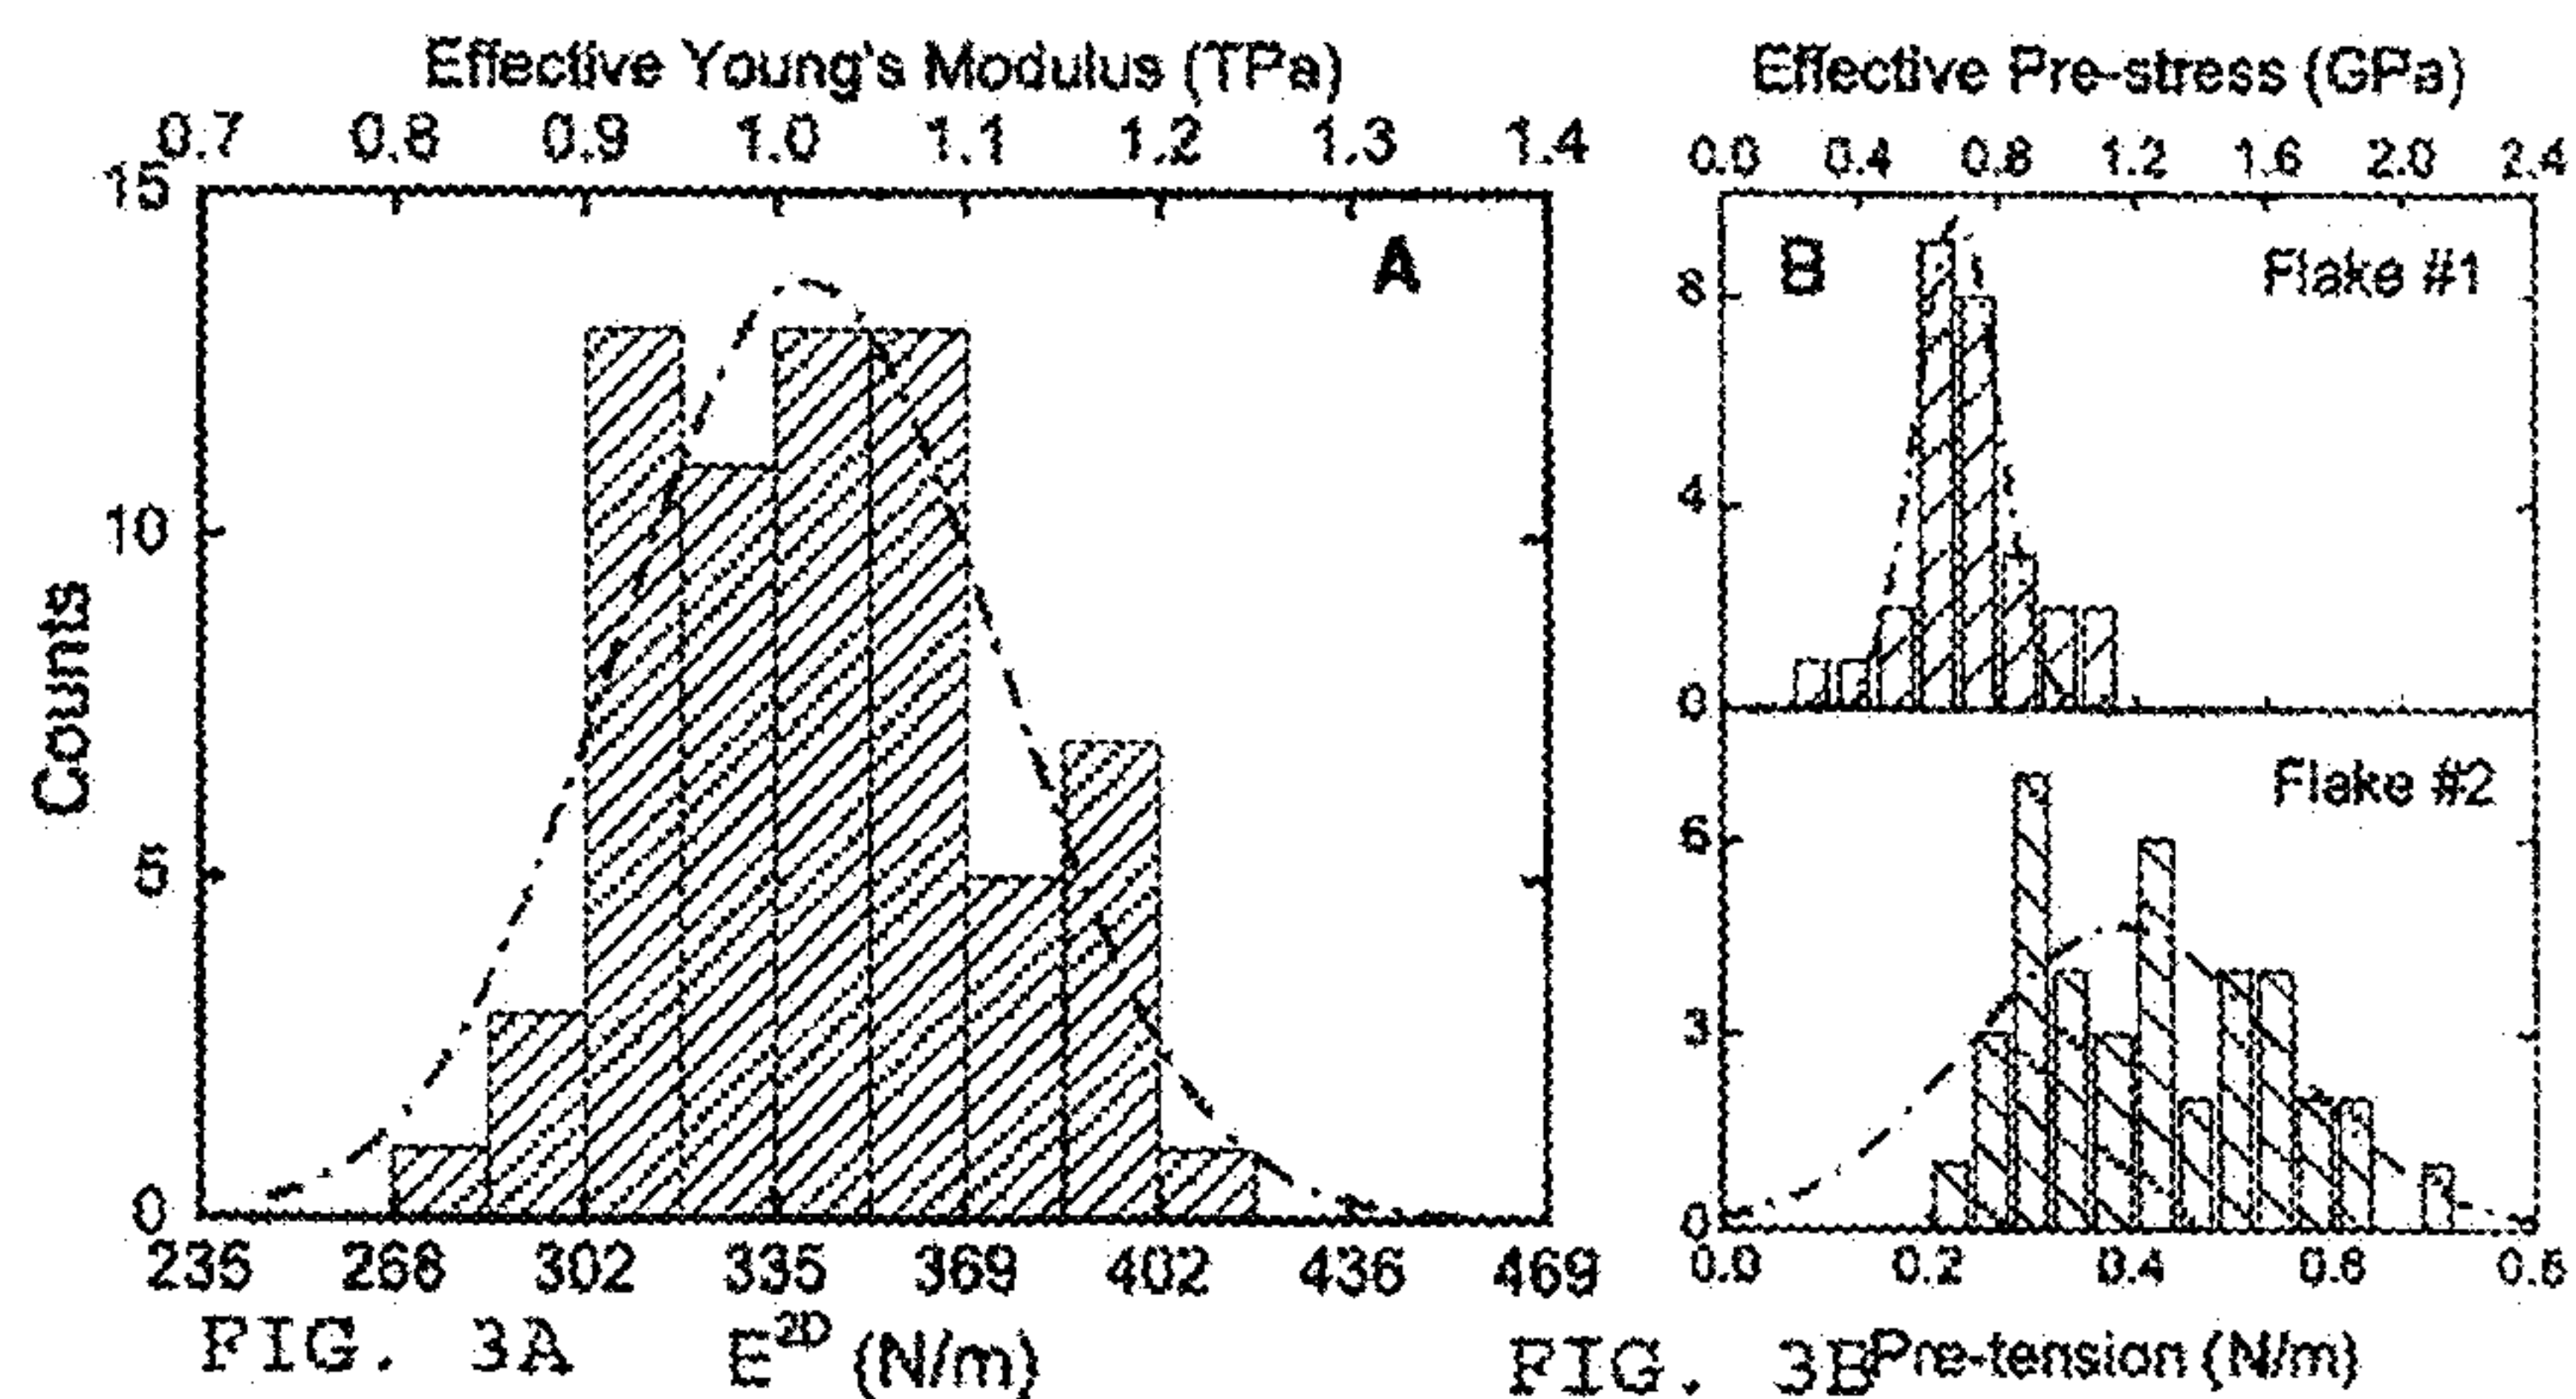 Effective Young's Modulus (TPa)
0.7 0.8 0.9 1.0 1.1 1.2 1.3 1.4
15
10
5
0
Counts
A
235 268 302 335 369 402 436 469
FIG. 3A E²ᴰ (N/m)
Effective Pre-stress (GPa)
0.0 0.4 0.8 1.2 1.6 2.0 2.4
B
Flake #1
8
4
0
Flake #2
6
3
0
0.0 0.2 0.4 0.6 0.8
FIG. 3B Pre-tension (N/m)